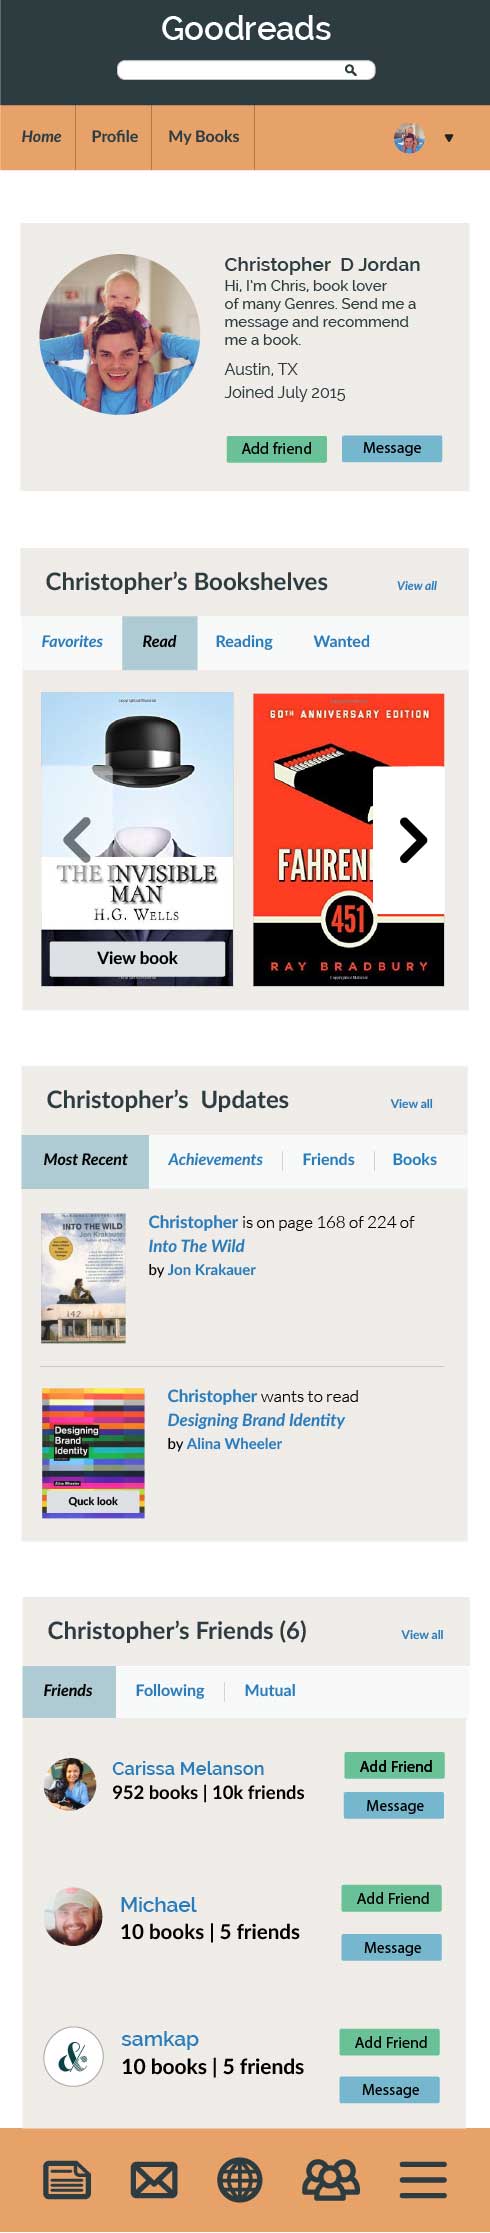 Goodreads
Home Profile My Books
Christopher D Jordan
Hi, I'm Chris, book lover
of many Genres. Send me a
message and recommend
me a book.
Austin, TX
Joined July 2015
Add friend Message
Christopher's Bookshelves View all
Favorites Read Reading Wanted
60TH ANNIVERSARY EDITION
THE INVISIBLE
MAN
H.G. WELLS
View book
FAHREN
451
RAY BRADBURY
Christopher's Updates View all
Most Recent Achievements Friends Books
INTO THE WILD
Jon Krakauer
142
Christopher is on page 168 of 224 of
Into The Wild
by Jon Krakauer
Designing
Brand
Identity
Alina Wheeler
Quck look
Christopher wants to read
Designing Brand Identity
by Alina Wheeler
Christopher's Friends (6) View all
Friends Following Mutual
Carissa Melanson
952 books | 10k friends
Add Friend
Message
Michael
10 books | 5 friends
Add Friend
Message
&
samkap
10 books | 5 friends
Add Friend
Message